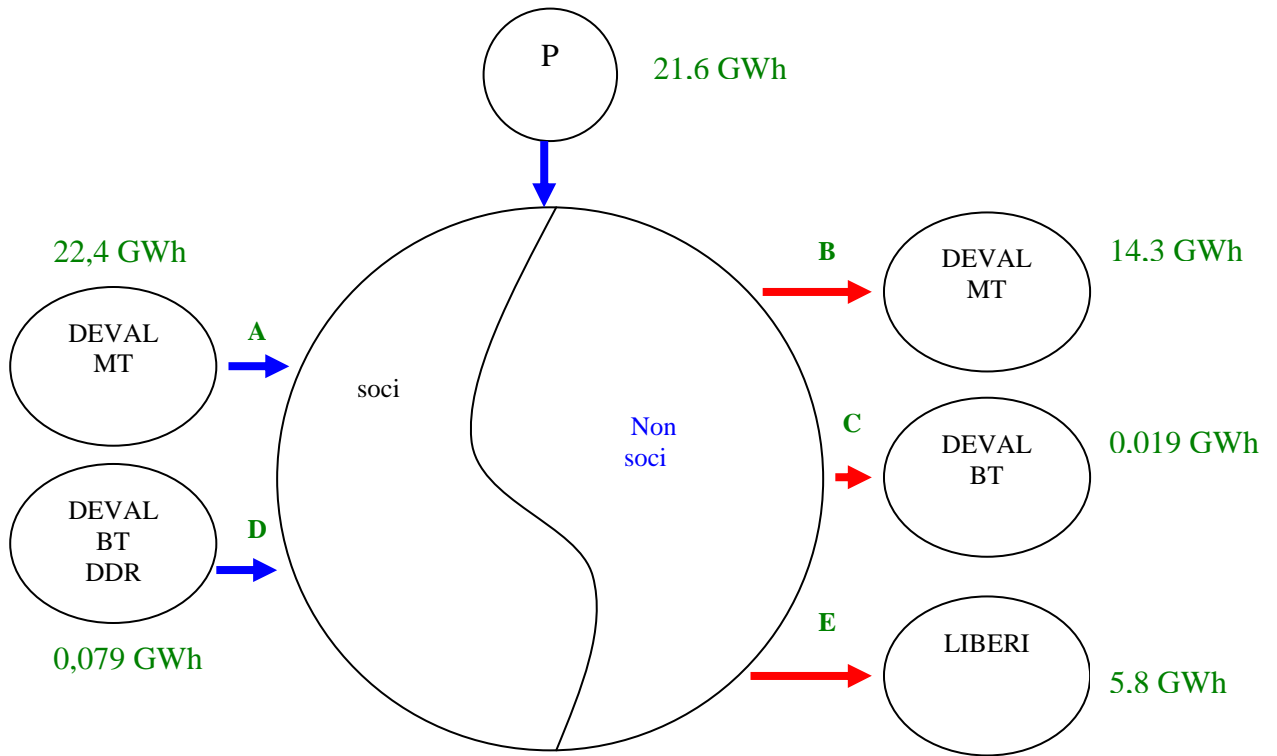 P
21,6 GWh
22,4 GWh
DEVAL
MT
A
DEVAL
BT
DDR
D
0,079 GWh
soci
Non
soci
B
DEVAL
MT
14,3 GWh
C
DEVAL
BT
0,019 GWh
E
LIBERI
5,8 GWh